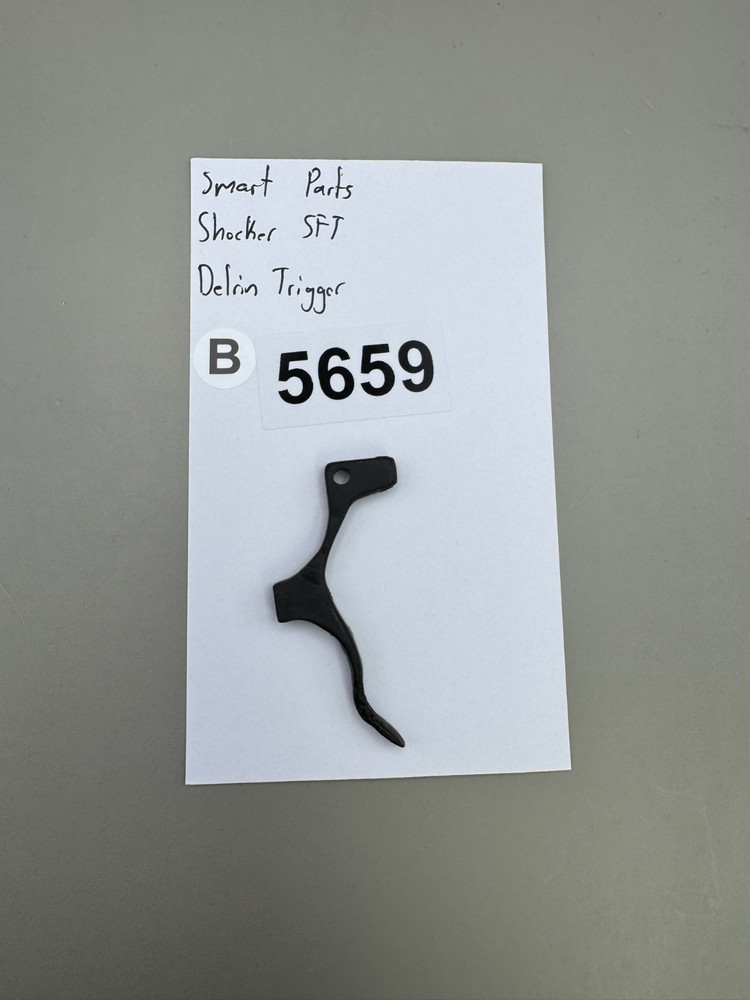 Smart Parts
Shocker SFT
Delrin Trigger
B
5659